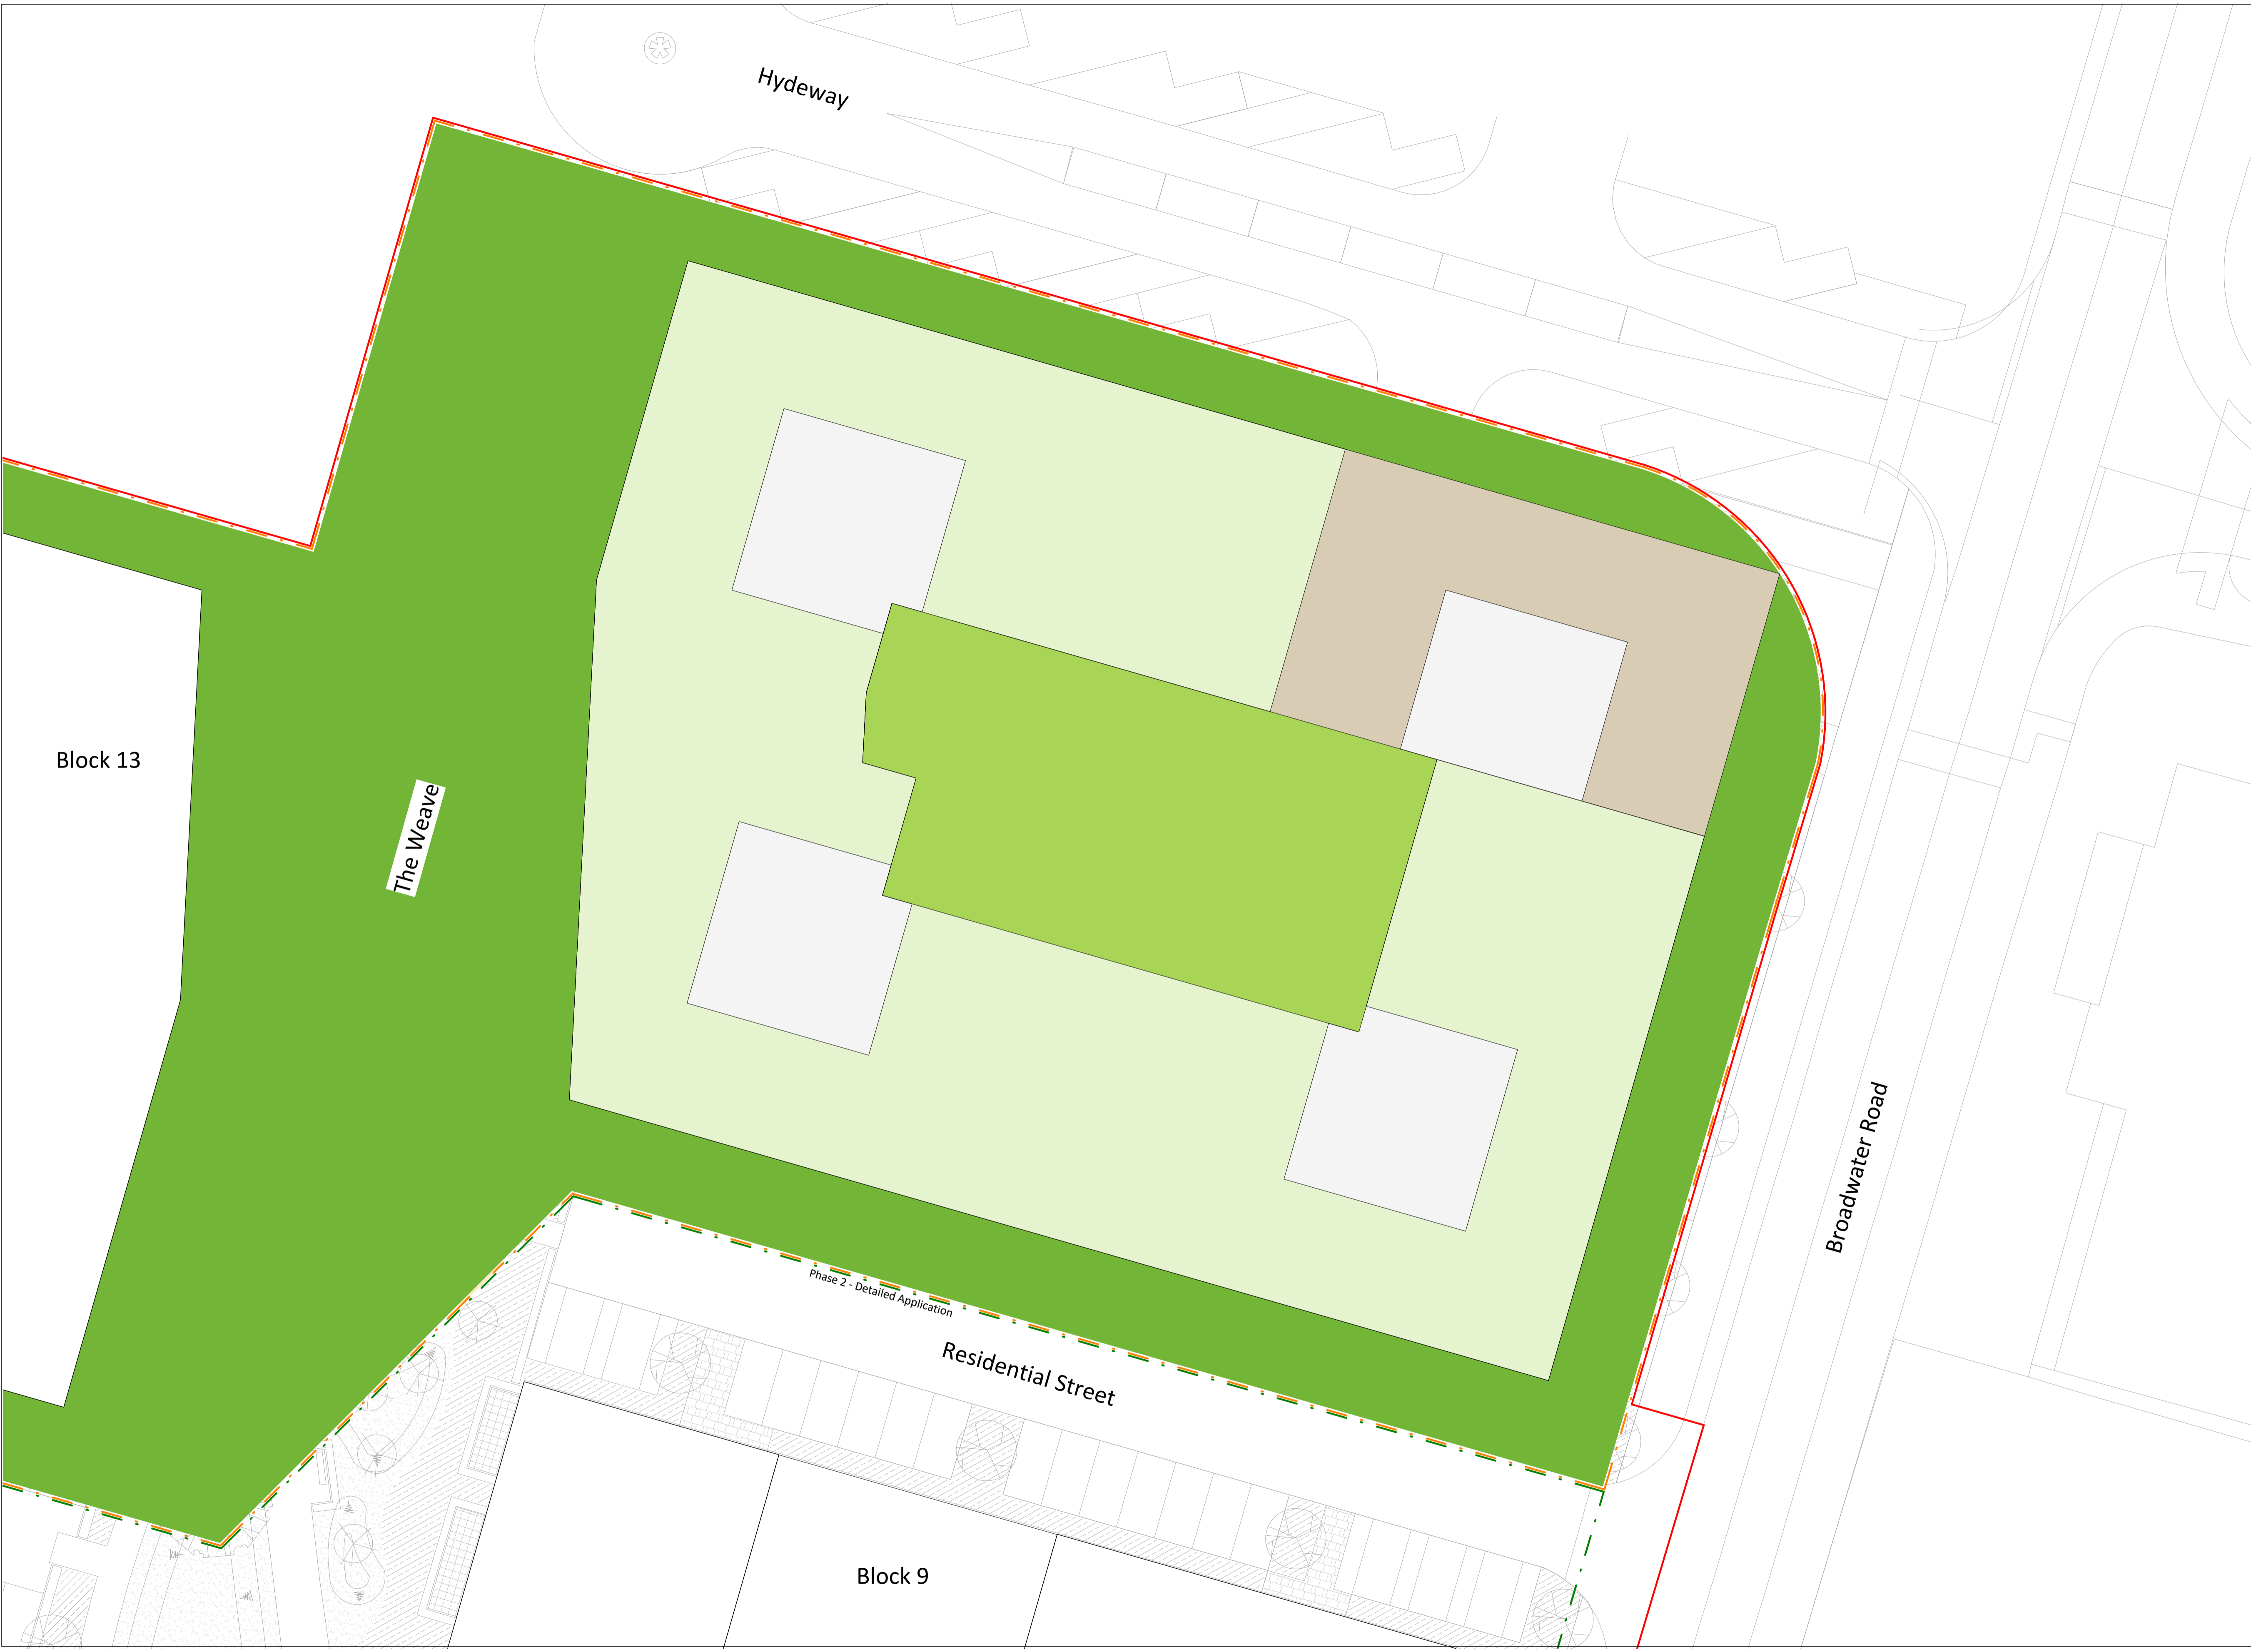 Hydeway
Block 13
The Weave
Broadwater Road
Phase 2 - Detailed Application
Residential Street
Block 9